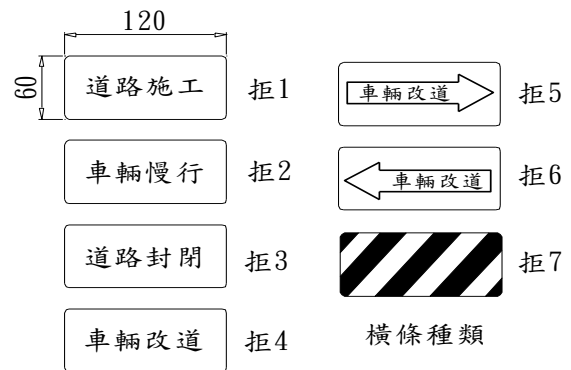 120
60
道路施工 拒1
車輛慢行 拒2
道路封閉 拒3
車輛改道 拒4
車輛改道 拒5
車輛改道 拒6
拒7
橫條種類